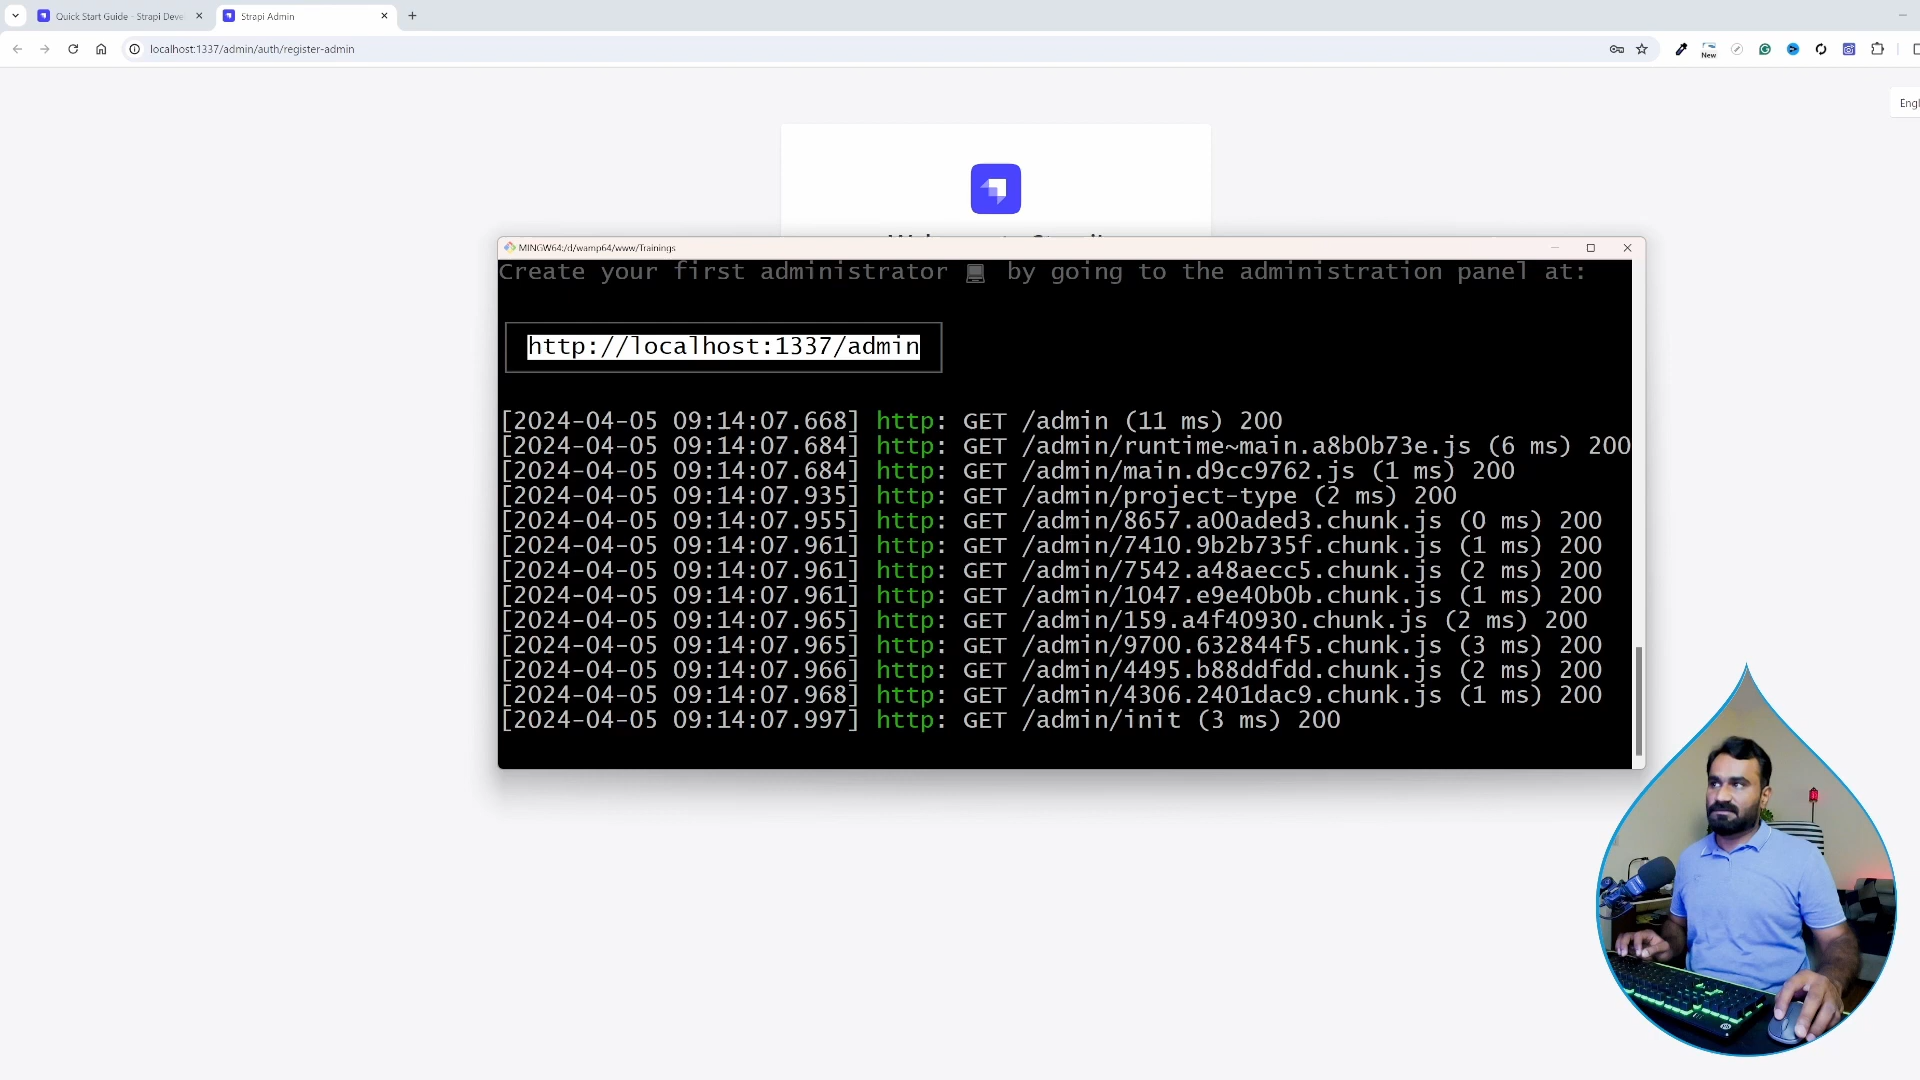 Quick Start Guide - Strapi Deve
Strapi Admin
localhost:1337/admin/auth/register-admin
New
Engl
MINGW64:/d/wamp64/www/Trainings
Create your first administrator 💻 by going to the administration panel at:
http://localhost:1337/admin
[2024-04-05 09:14:07.668] http: GET /admin (11 ms) 200
[2024-04-05 09:14:07.684] http: GET /admin/runtime~main.a8b0b73e.js (6 ms) 200
[2024-04-05 09:14:07.684] http: GET /admin/main.d9cc9762.js (1 ms) 200
[2024-04-05 09:14:07.935] http: GET /admin/project-type (2 ms) 200
[2024-04-05 09:14:07.955] http: GET /admin/8657.a00aded3.chunk.js (0 ms) 200
[2024-04-05 09:14:07.961] http: GET /admin/7410.9b2b735f.chunk.js (1 ms) 200
[2024-04-05 09:14:07.961] http: GET /admin/7542.a48aecc5.chunk.js (2 ms) 200
[2024-04-05 09:14:07.961] http: GET /admin/1047.e9e40b0b.chunk.js (1 ms) 200
[2024-04-05 09:14:07.965] http: GET /admin/159.a4f40930.chunk.js (2 ms) 200
[2024-04-05 09:14:07.965] http: GET /admin/9700.632844f5.chunk.js (3 ms) 200
[2024-04-05 09:14:07.966] http: GET /admin/4495.b88ddfdd.chunk.js (2 ms) 200
[2024-04-05 09:14:07.968] http: GET /admin/4306.2401dac9.chunk.js (1 ms) 200
[2024-04-05 09:14:07.997] http: GET /admin/init (3 ms) 200